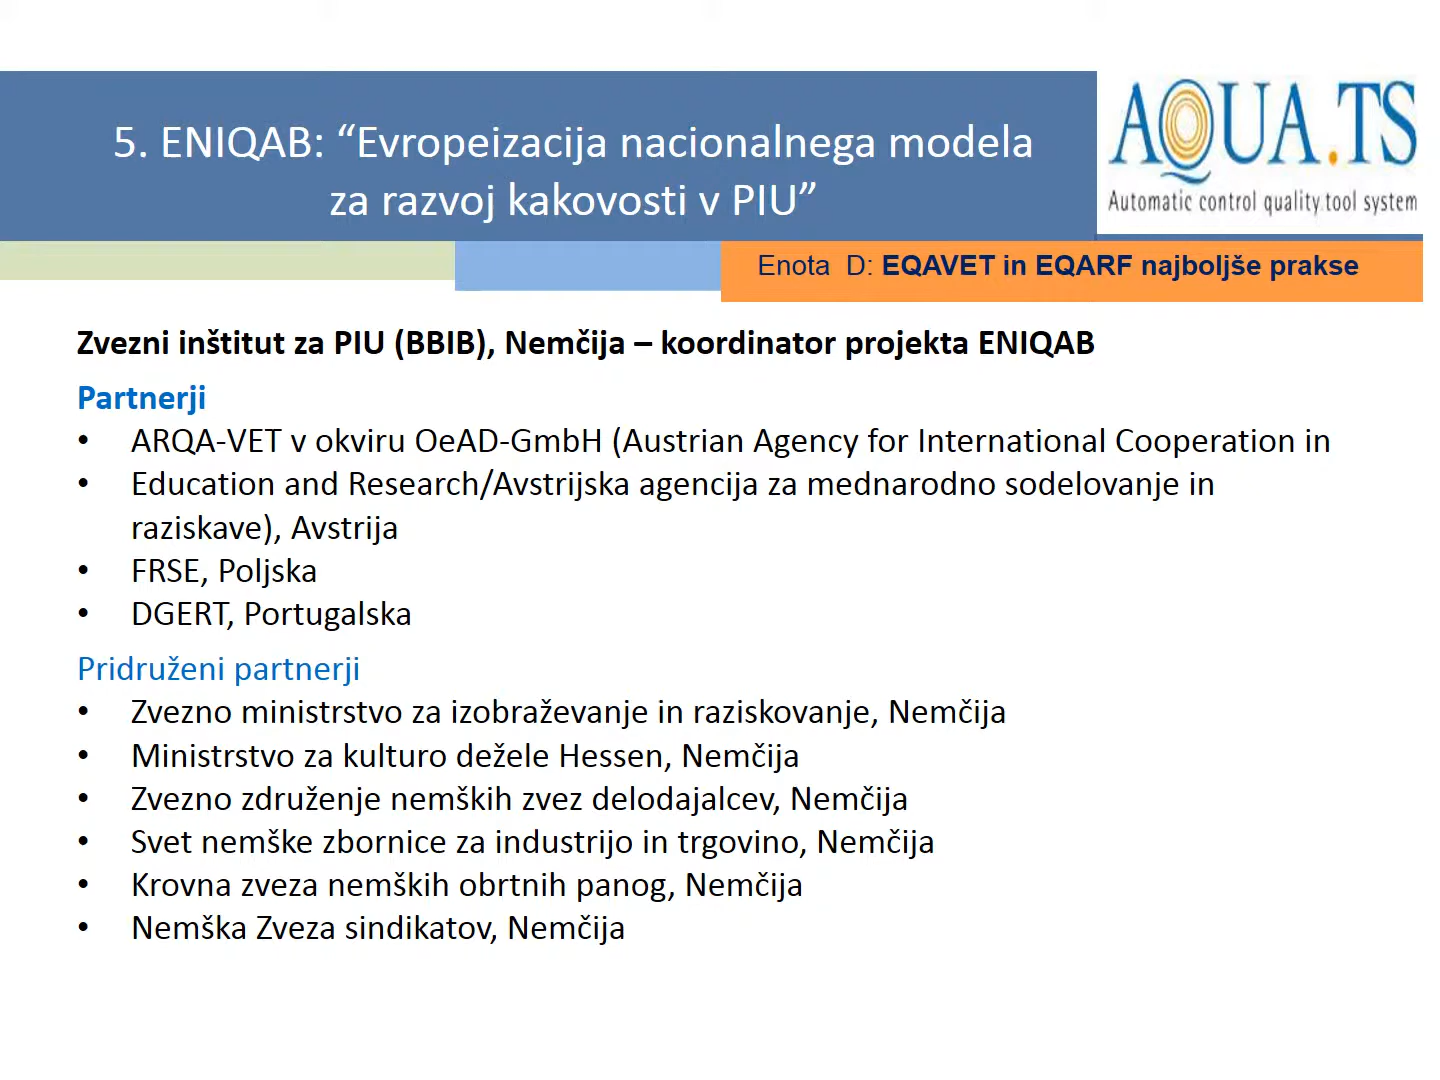 5. ENIQAB: “Evropeizacija nacionalnega modela
za razvoj kakovosti v PIU”
AQUA.TS
Automatic control quality tool system
Enota D: EQAVET in EQARF najboljše prakse
Zvezni inštitut za PIU (BBIB), Nemčija – koordinator projekta ENIQAB
Partnerji
• ARQA-VET v okviru OeAD-GmbH (Austrian Agency for International Cooperation in
• Education and Research/Avstrijska agencija za mednarodno sodelovanje in
raziskave), Avstrija
• FRSE, Poljska
• DGERT, Portugalska
Pridruženi partnerji
• Zvezno ministrstvo za izobraževanje in raziskovanje, Nemčija
• Ministrstvo za kulturo dežele Hessen, Nemčija
• Zvezno združenje nemških zvez delodajalcev, Nemčija
• Svet nemške zbornice za industrijo in trgovino, Nemčija
• Krovna zveza nemških obrtnih panog, Nemčija
• Nemška Zveza sindikatov, Nemčija